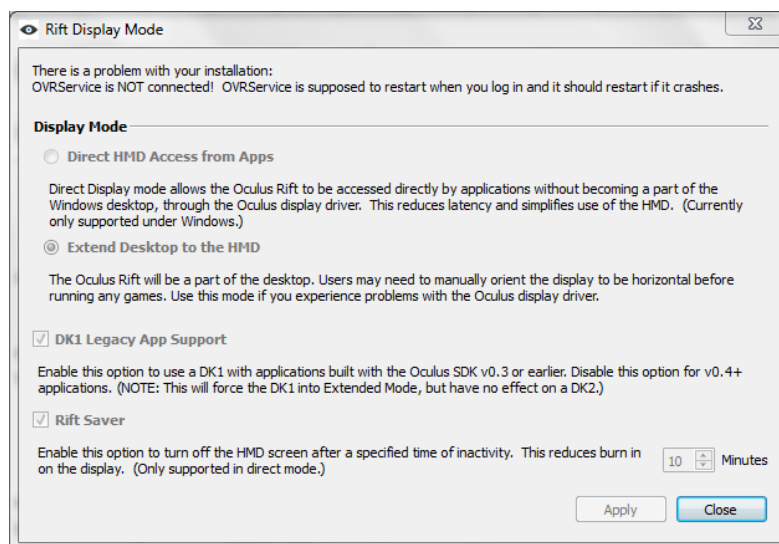 Rift Display Mode
There is a problem with your installation:
OVRService is NOT connected!  OVRService is supposed to restart when you log in and it should restart if it crashes.
Display Mode
Direct HMD Access from Apps
Direct Display mode allows the Oculus Rift to be accessed directly by applications without becoming a part of the
Windows desktop, through the Oculus display driver.  This reduces latency and simplifies use of the HMD.  (Currently
only supported under Windows.)
Extend Desktop to the HMD
The Oculus Rift will be a part of the desktop. Users may need to manually orient the display to be horizontal before
running any games. Use this mode if you experience problems with the Oculus display driver.
DK1 Legacy App Support
Enable this option to use a DK1 with applications built with the Oculus SDK v0.3 or earlier. Disable this option for v0.4+
applications. (NOTE: This will force the DK1 into Extended Mode, but have no effect on a DK2.)
Rift Saver
Enable this option to turn off the HMD screen after a specified time of inactivity.  This reduces burn in
on the display.  (Only supported in direct mode.)
10 Minutes
Apply Close